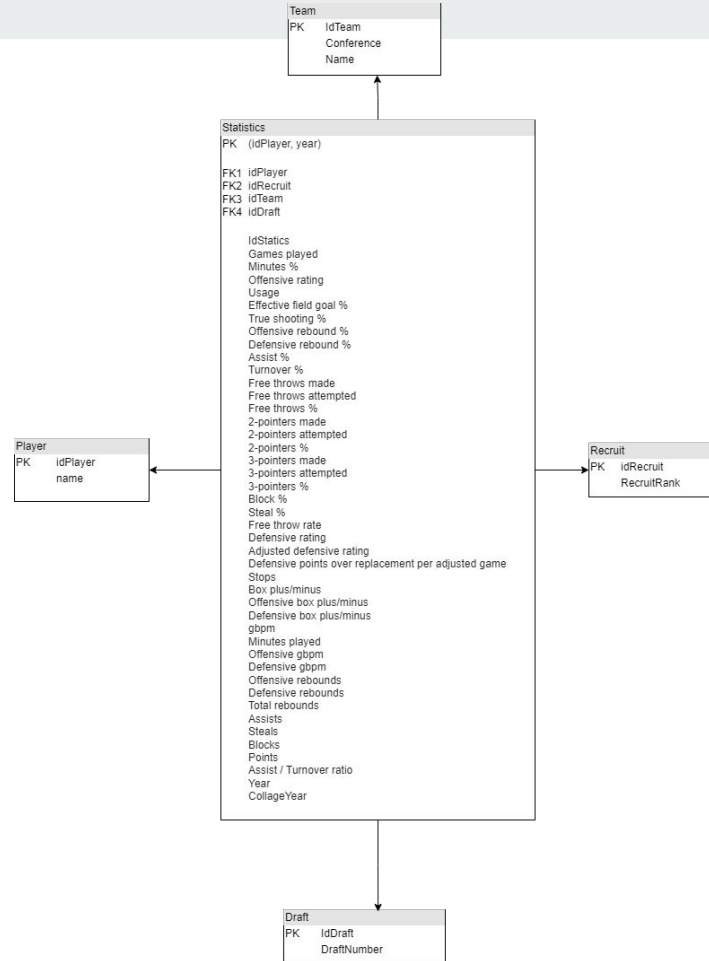 Team
PK IdTeam
Conference
Name
Statistics
PK (idPlayer, year)
FK1 idPlayer
FK2 idRecruit
FK3 idTeam
FK4 idDraft
IdStatics
Games played
Minutes %
Offensive rating
Usage
Effective field goal %
True shooting %
Offensive rebound %
Defensive rebound %
Assist %
Turnover %
Free throws made
Free throws attempted
Free throws %
2-pointers made
2-pointers attempted
2-pointers %
3-pointers made
3-pointers attempted
3-pointers %
Block %
Steal %
Free throw rate
Defensive rating
Adjusted defensive rating
Defensive points over replacement per adjusted game
Stops
Box plus/minus
Offensive box plus/minus
Defensive box plus/minus
gbpm
Minutes played
Offensive gbpm
Defensive gbpm
Offensive rebounds
Defensive rebounds
Total rebounds
Assists
Steals
Blocks
Points
Assist / Turnover ratio
Year
CollageYear
Player
PK idPlayer
name
Recruit
PK idRecruit
RecruitRank
Draft
PK IdDraft
DraftNumber